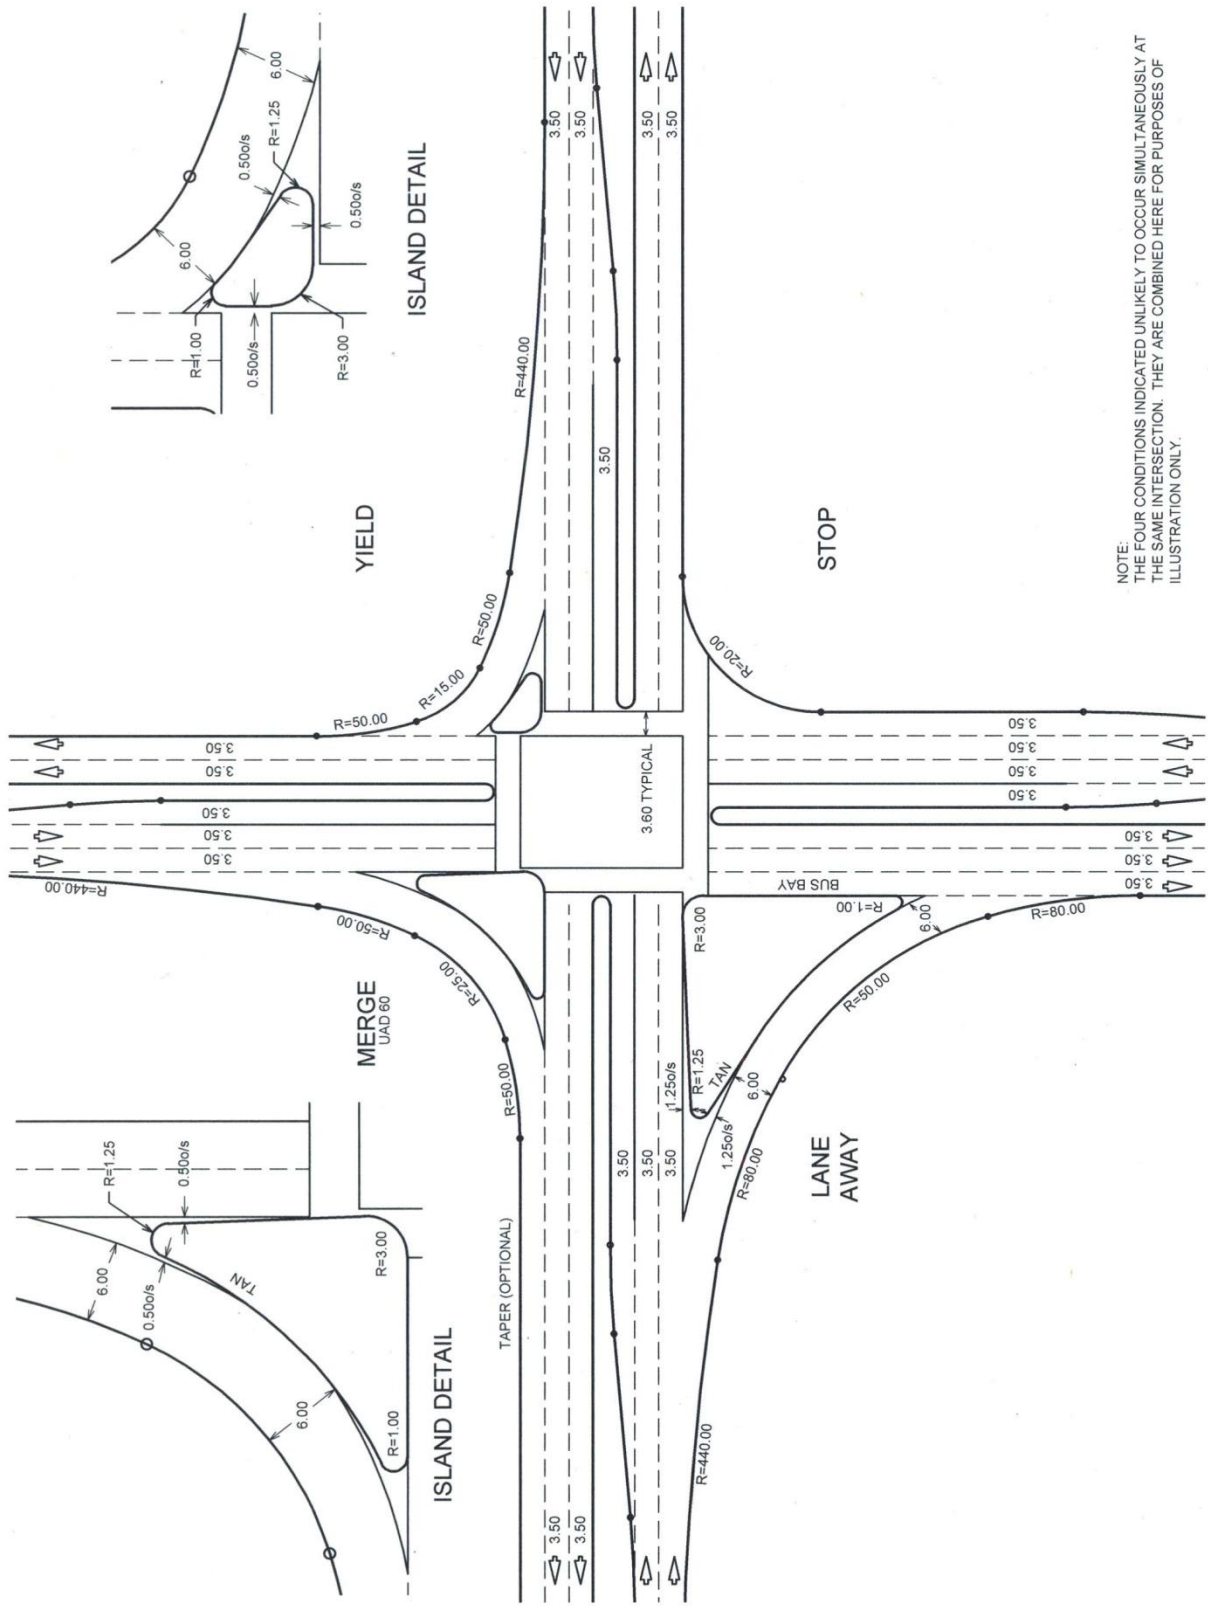 6.00
0.50o/s
TAN
6.00
R=1.25
0.50o/s
R=1.00
R=3.00
ISLAND DETAIL
6.00
6.00
0.50o/s
R=1.25
R=1.00
0.50o/s
0.50o/s
R=3.00
ISLAND DETAIL
R=440.00
R=50.00
R=25.00
R=50.00
MERGE
UAD 60
TAPER (OPTIONAL)
3.50
3.50
3.50
3.50
3.50
YIELD
R=50.00
R=15.00
R=50.00
R=440.00
3.50
3.50
3.50
3.50
3.50
3.50
3.50
3.50
3.50
3.50
3.60 TYPICAL
3.50
3.50
3.50
R=440.00
R=80.00
1.25o/s
1.25o/s
R=1.25
TAN
6.00
R=3.00
BUS BAY
R=1.00
6.00
R=50.00
R=80.00
LANE
AWAY
3.50
3.50
3.50
3.50
3.50
3.50
3.50
R=20.00
STOP
NOTE:
THE FOUR CONDITIONS INDICATED UNLIKELY TO OCCUR SIMULTANEOUSLY AT
THE SAME INTERSECTION. THEY ARE COMBINED HERE FOR PURPOSES OF
ILLUSTRATION ONLY.